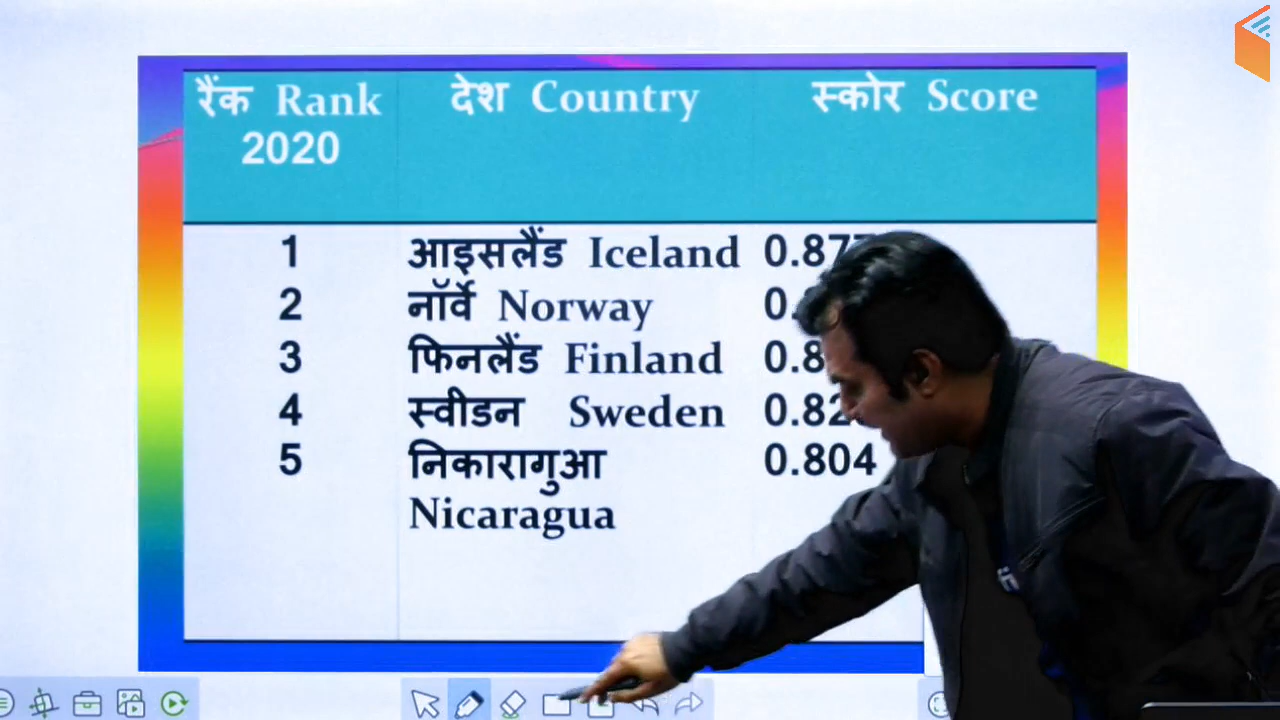 रैंक Rank देश Country स्कोर Score
2020
1 आइसलैंड Iceland
2 नॉर्वे Norway
3 फिनलैंड Finland
4 स्वीडन Sweden
5 निकारागुआ 0.804
Nicaragua